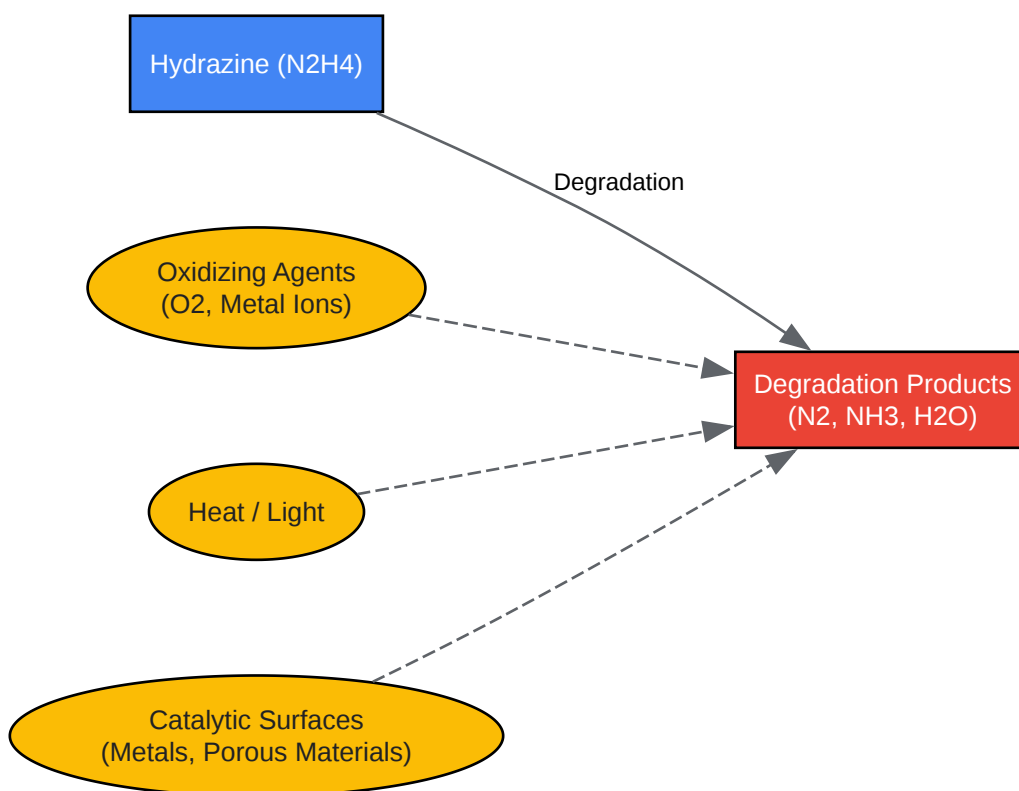 Hydrazine (N2H4)
Degradation
Oxidizing Agents
(O2, Metal Ions)
Degradation Products
(N2, NH3, H2O)
Heat / Light
Catalytic Surfaces
(Metals, Porous Materials)